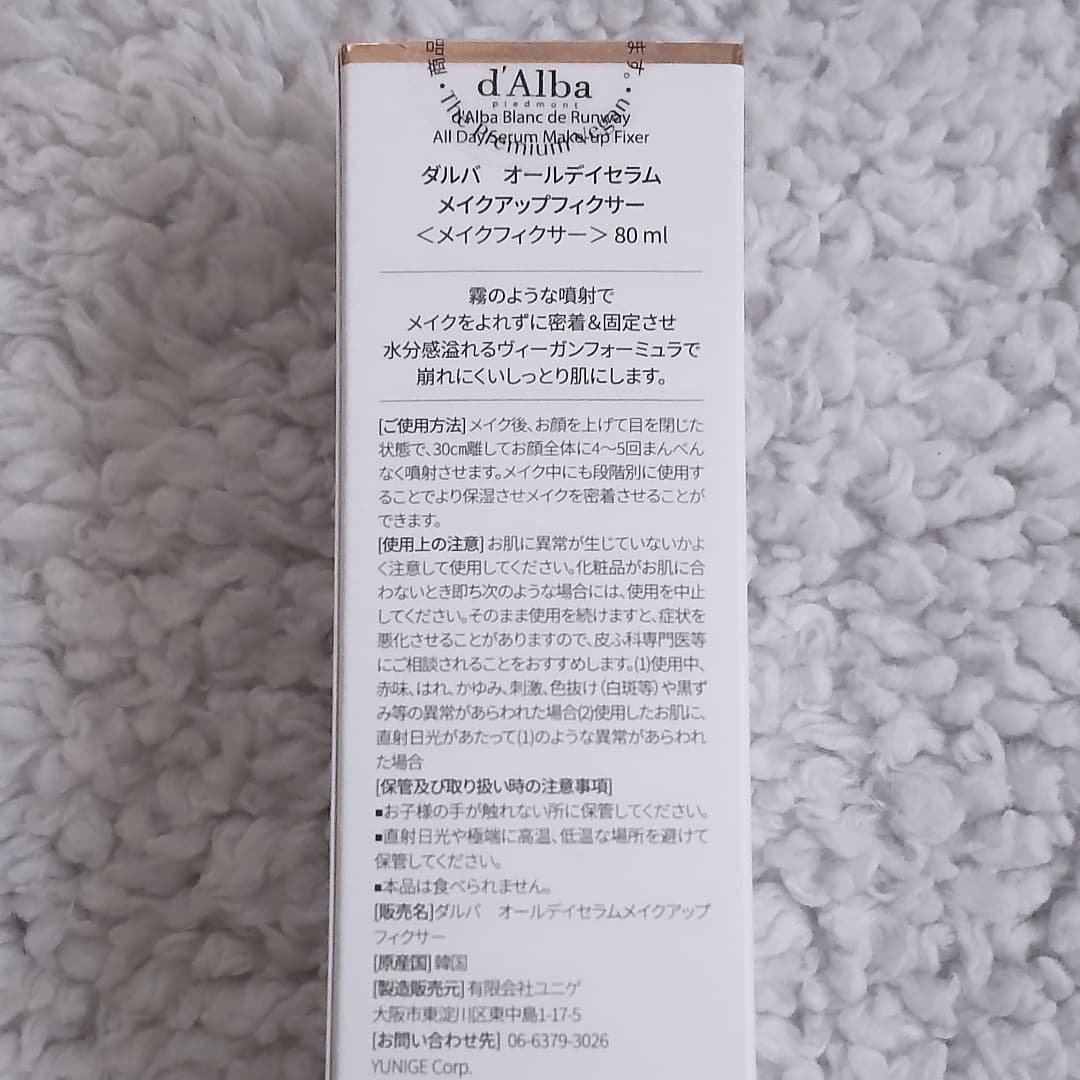 商品
ます。
d'Alba
piedmont
The Premium Vegan
d'Alba Blanc de Runway
All Day Serum Make-up Fixer
ダルバ　オールデイセラム
メイクアップフィクサー
＜メイクフィクサー＞ 80 ml
霧のような噴射で
メイクをよれずに密着＆固定させ
水分感溢れるヴィーガンフォーミュラで
崩れにくいしっとり肌にします。
[ご使用方法] メイク後、お顔を上げて目を閉じた
状態で、30㎝離してお顔全体に4～5回まんべん
なく噴射させます。メイク中にも段階別に使用す
ることでより保湿させメイクを密着させることが
できます。
[使用上の注意] お肌に異常が生じていないかよ
く注意して使用してください。化粧品がお肌に合
わないとき即ち次のような場合には、使用を中止
してください。そのまま使用を続けますと、症状を
悪化させることがありますので、皮ふ科専門医等
にご相談されることをおすすめします。(1)使用中、
赤味、はれ、かゆみ、刺激、色抜け（白斑等）や黒ず
み等の異常があらわれた場合(2)使用したお肌に、
直射日光があたって(1)のような異常があらわれ
た場合
[保管及び取り扱い時の注意事項]
■お子様の手が触れない所に保管してください。
■直射日光や極端に高温、低温な場所を避けて
保管してください。
■本品は食べられません。
[販売名]ダルバ　オールデイセラムメイクアップ
フィクサー
[原産国] 韓国
[製造販売元] 有限会社ユニゲ
大阪市東淀川区東中島1-17-5
[お問い合わせ先] 06-6379-3026
YUNIGE Corp.